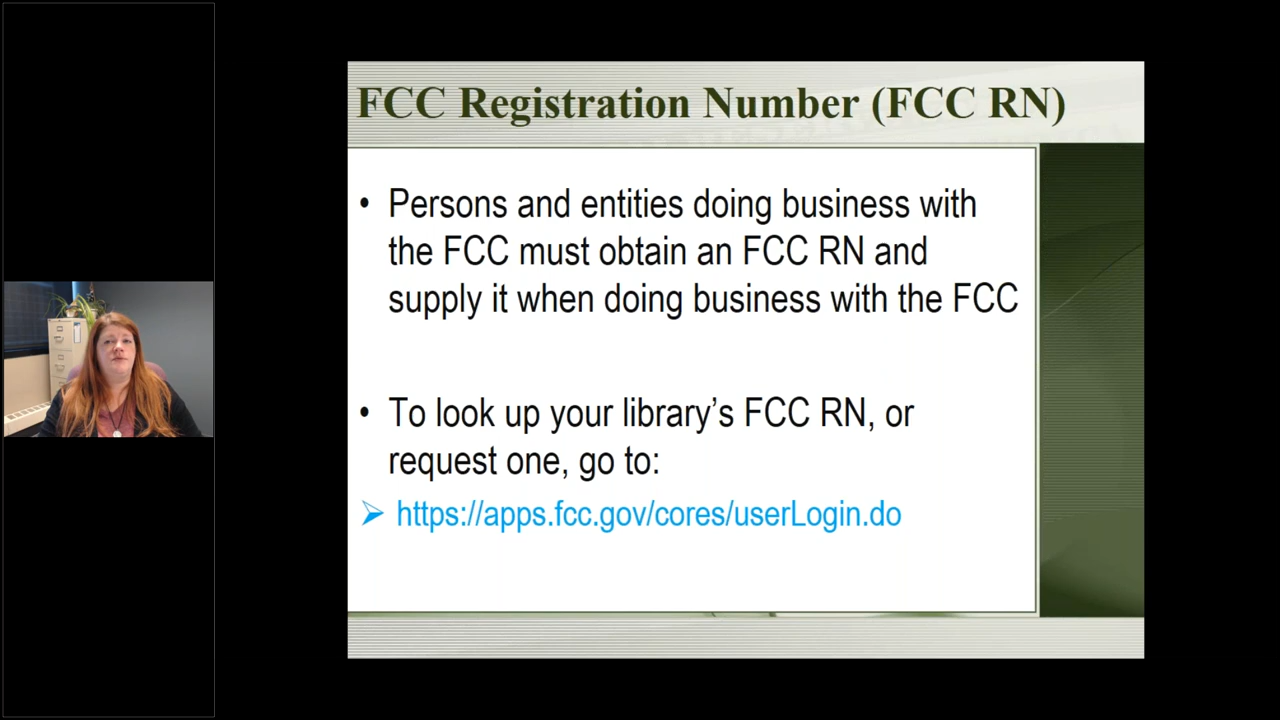 FCC Registration Number (FCC RN)
• Persons and entities doing business with
the FCC must obtain an FCC RN and
supply it when doing business with the FCC
• To look up your library’s FCC RN, or
request one, go to:
➢ https://apps.fcc.gov/cores/userLogin.do